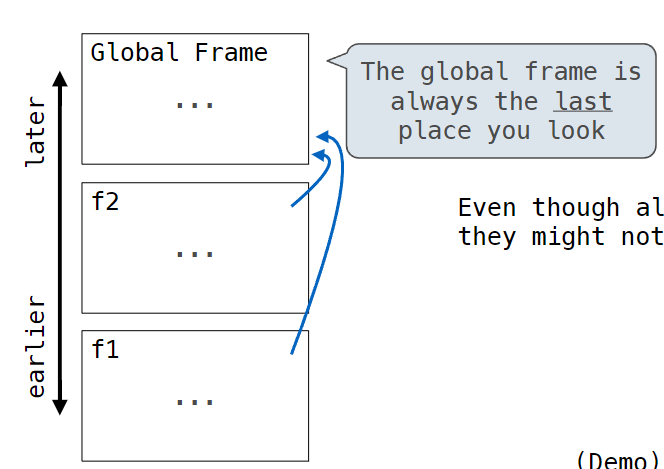 Global Frame
...
The global frame is
always the last
place you look
later
f2
...
Even though al
they might not
earlier
f1
...
(Demo)